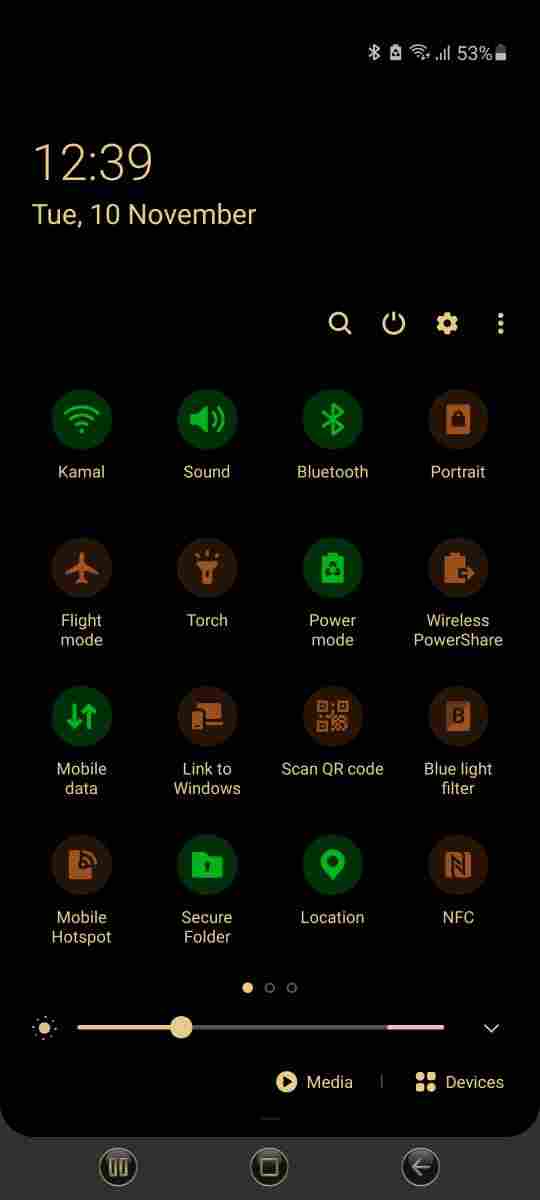 53%
12:39
Tue, 10 November
Kamal
Sound
Bluetooth
Portrait
Flight
mode
Torch
Power
mode
Wireless
PowerShare
Mobile
data
Link to
Windows
Scan QR code
B
Blue light
filter
Mobile
Hotspot
Secure
Folder
Location
NFC
Media
Devices